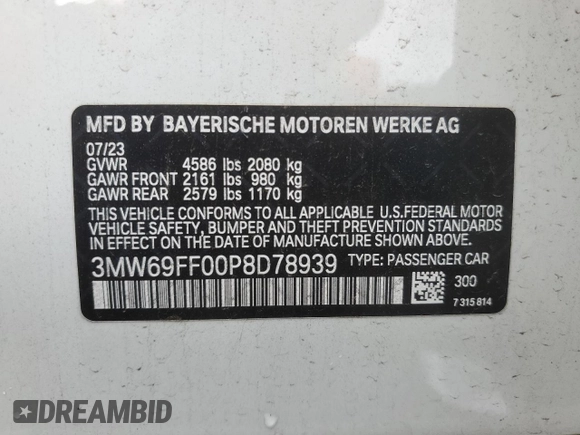 MFD BY BAYERISCHE MOTOREN WERKE AG
07/23
GVWR 4586 lbs 2080 kg
GAWR FRONT 2161 lbs 980 kg
GAWR REAR 2579 lbs 1170 kg
THIS VEHICLE CONFORMS TO ALL APPLICABLE U.S.FEDERAL MOTOR
VEHICLE SAFETY, BUMPER AND THEFT PREVENTION STANDARDS
IN EFFECT ON THE DATE OF MANUFACTURE SHOWN ABOVE.
3MW69FF00P8D78939 TYPE: PASSENGER CAR
300
7 315 814
DREAMBID